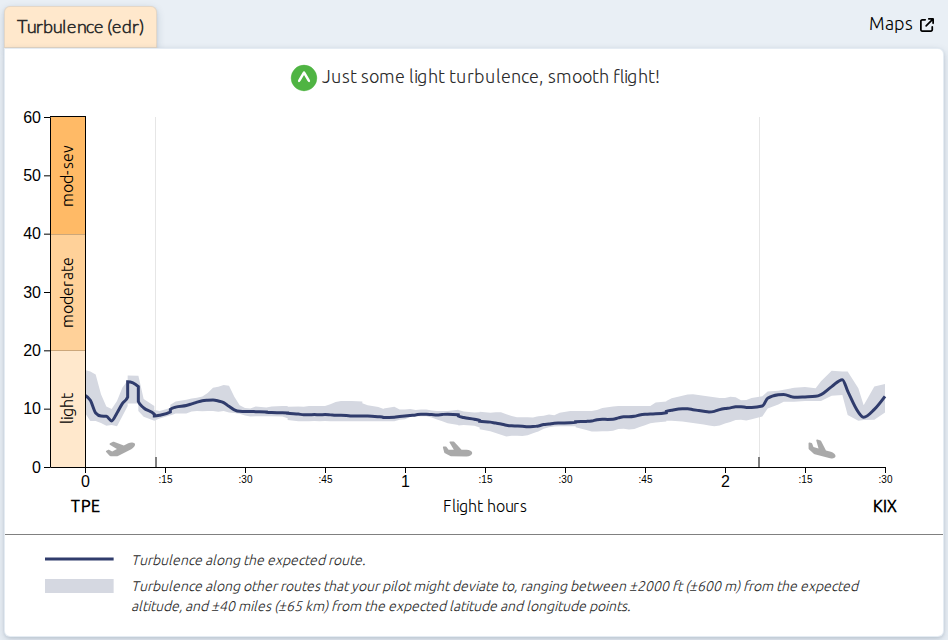 Turbulence (edr)
Maps
Just some light turbulence, smooth flight!
60
50
40
30
20
10
0
mod-sev
moderate
light
0 :15 :30 :45 1 :15 :30 :45 2 :15 :30
TPE Flight hours KIX
Turbulence along the expected route.
Turbulence along other routes that your pilot might deviate to, ranging between ±2000 ft (±600 m) from the expected
altitude, and ±40 miles (±65 km) from the expected latitude and longitude points.